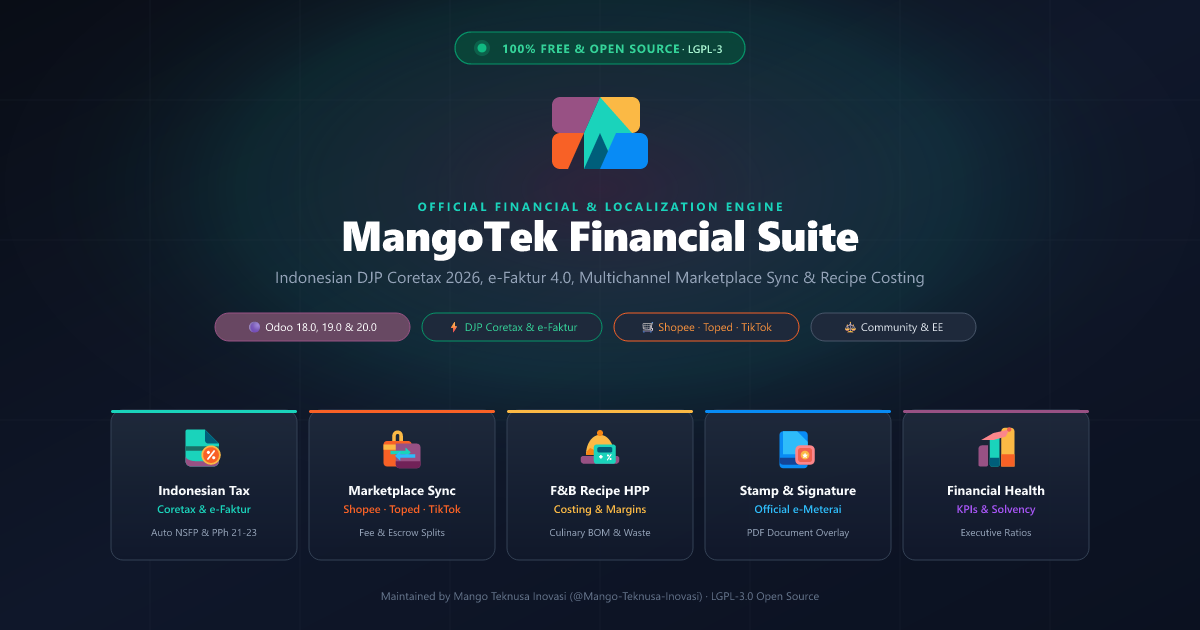 100% FREE & OPEN SOURCE · LGPL-3
OFFICIAL FINANCIAL & LOCALIZATION ENGINE
MangoTek Financial Suite
Indonesian DJP Coretax 2026, e-Faktur 4.0, Multichannel Marketplace Sync & Recipe Costing
Odoo 18.0, 19.0 & 20.0
DJP Coretax & e-Faktur
Shopee · Toped · TikTok
Community & EE
Indonesian Tax
Coretax & e-Faktur
Auto NSFP & PPh 21-23
Marketplace Sync
Shopee · Toped · TikTok
Fee & Escrow Splits
F&B Recipe HPP
Costing & Margins
Culinary BOM & Waste
Stamp & Signature
Official e-Meterai
PDF Document Overlay
Financial Health
KPIs & Solvency
Executive Ratios
Maintained by Mango Teknusa Inovasi (@Mango-Teknusa-Inovasi) · LGPL-3.0 Open Source